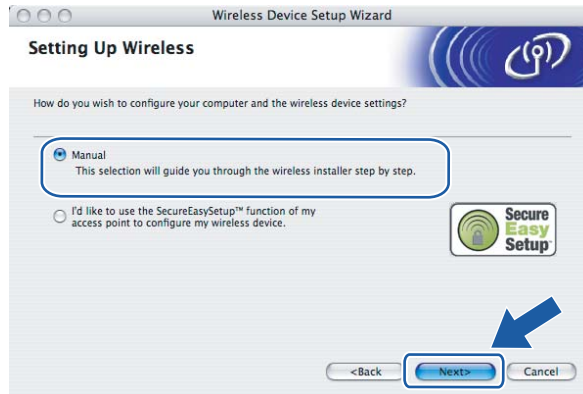 Wireless Device Setup Wizard
Setting Up Wireless
How do you wish to configure your computer and the wireless device settings?
Manual
This selection will guide you through the wireless installer step by step.
I'd like to use the SecureEasySetup™ function of my
access point to configure my wireless device.
Secure
Easy
Setup
<Back Next> Cancel